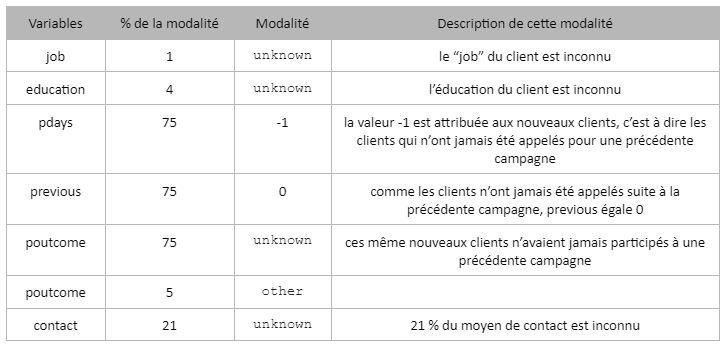 Variables % de la modalité Modalité Description de cette modalité
job 1 unknown le “job” du client est inconnu
education 4 unknown l’éducation du client est inconnu
pdays 75 -1 la valeur -1 est attribuée aux nouveaux clients, c’est à dire les
clients qui n’ont jamais été appelés pour une précédente
campagne
previous 75 0 comme les clients n’ont jamais été appelés suite à la
précédente campagne, previous égale 0
poutcome 75 unknown ces même nouveaux clients n’avaient jamais participés à une
précédente campagne
poutcome 5 other
contact 21 unknown 21 % du moyen de contact est inconnu